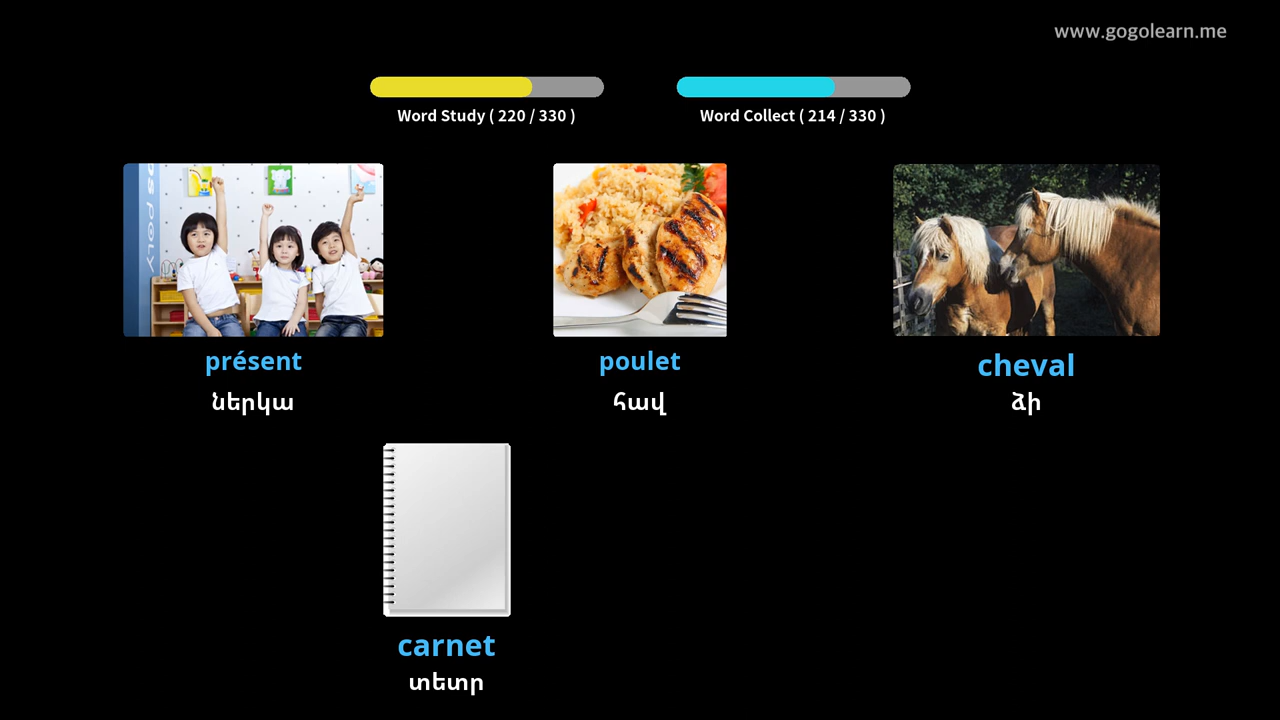 www.gogolearn.me
Word Study ( 220 / 330 )
Word Collect ( 214 / 330 )
présent
ներկա
poulet
հավ
cheval
ձի
carnet
տետր